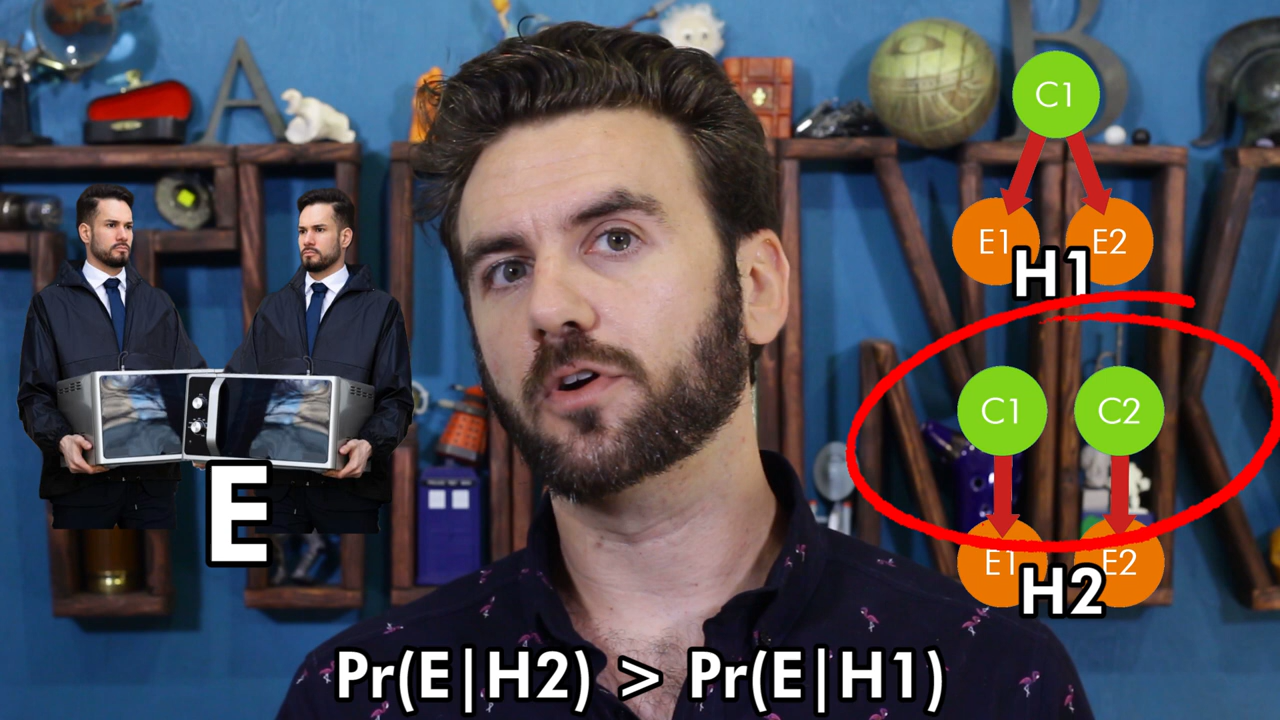 A
B
C1
E1 E2
H1
C1 C2
E1 E2
H2
E
Pr(E|H2) > Pr(E|H1)